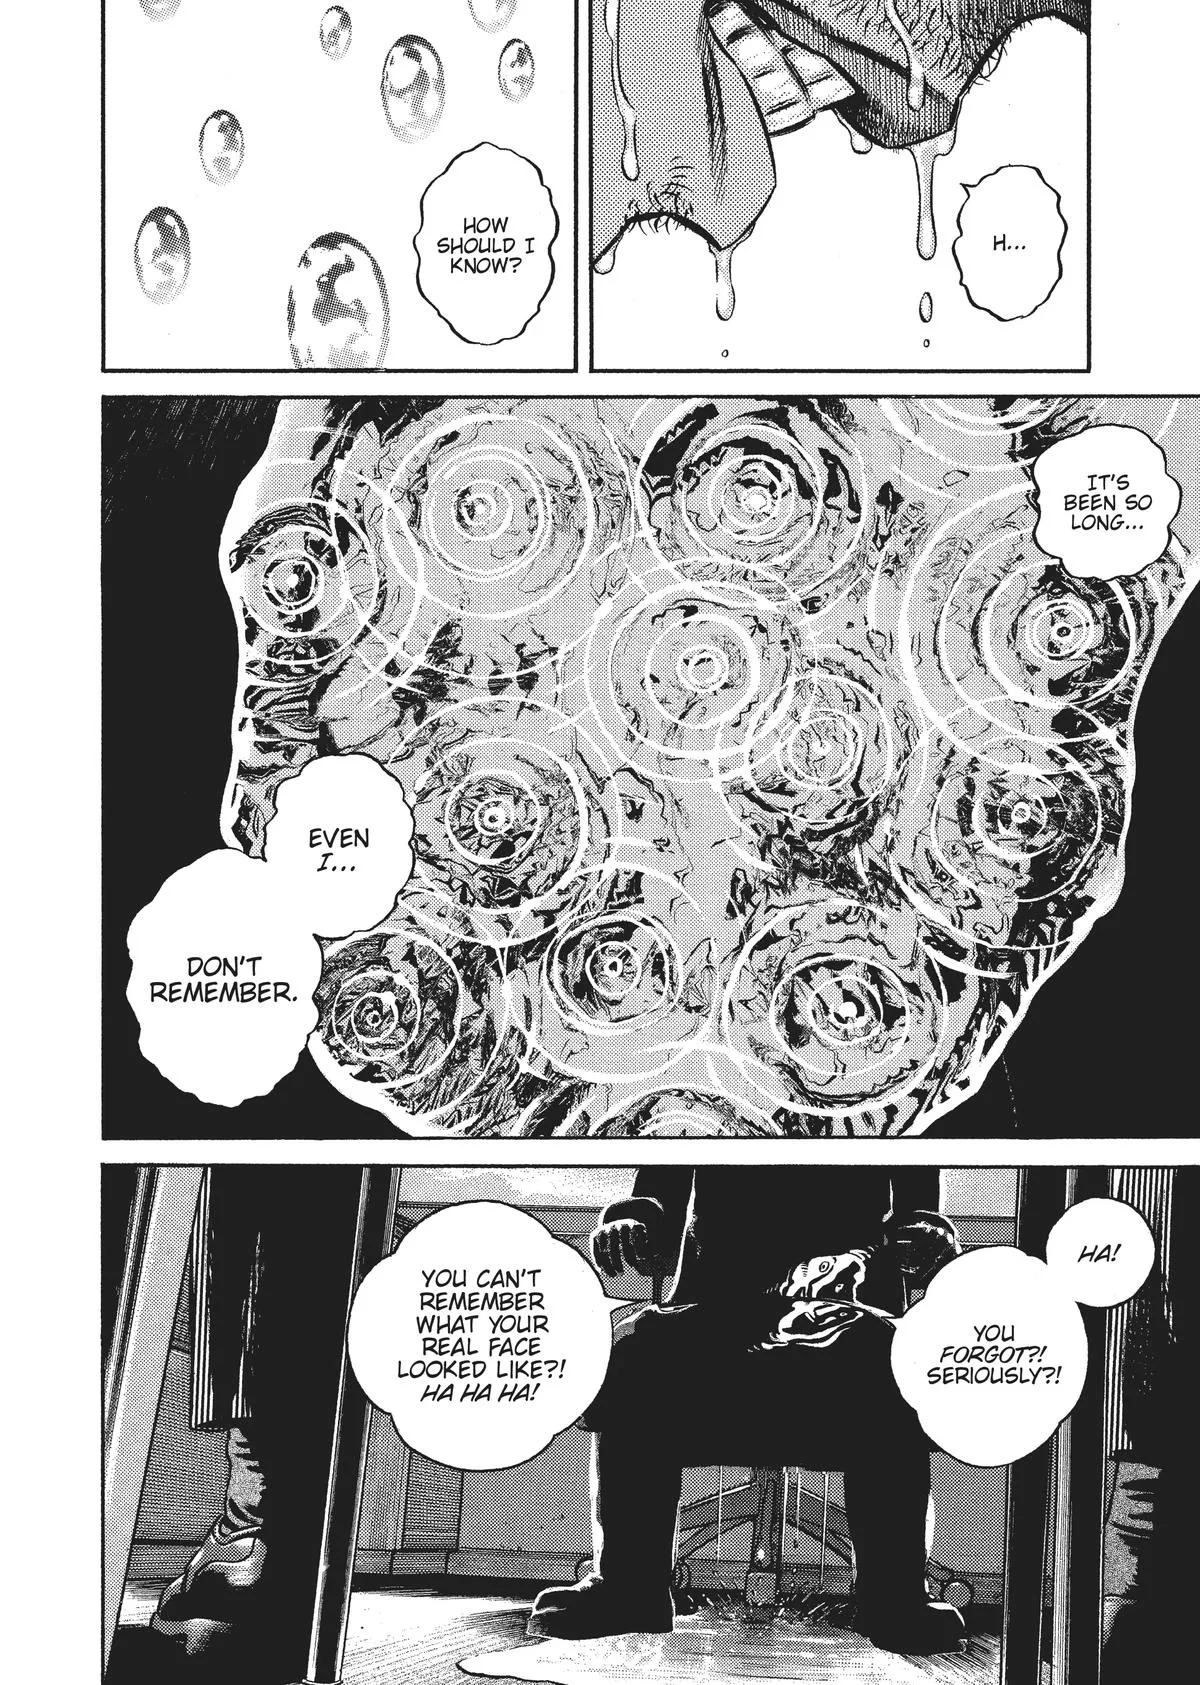 H...
HOW
SHOULD I
KNOW?
IT'S
BEEN SO
LONG...
EVEN
I...
DON'T
REMEMBER.
HA!
YOU
FORGOT?!
SERIOUSLY?!
YOU CAN'T
REMEMBER
WHAT YOUR
REAL FACE
LOOKED LIKE?!
HA HA HA!